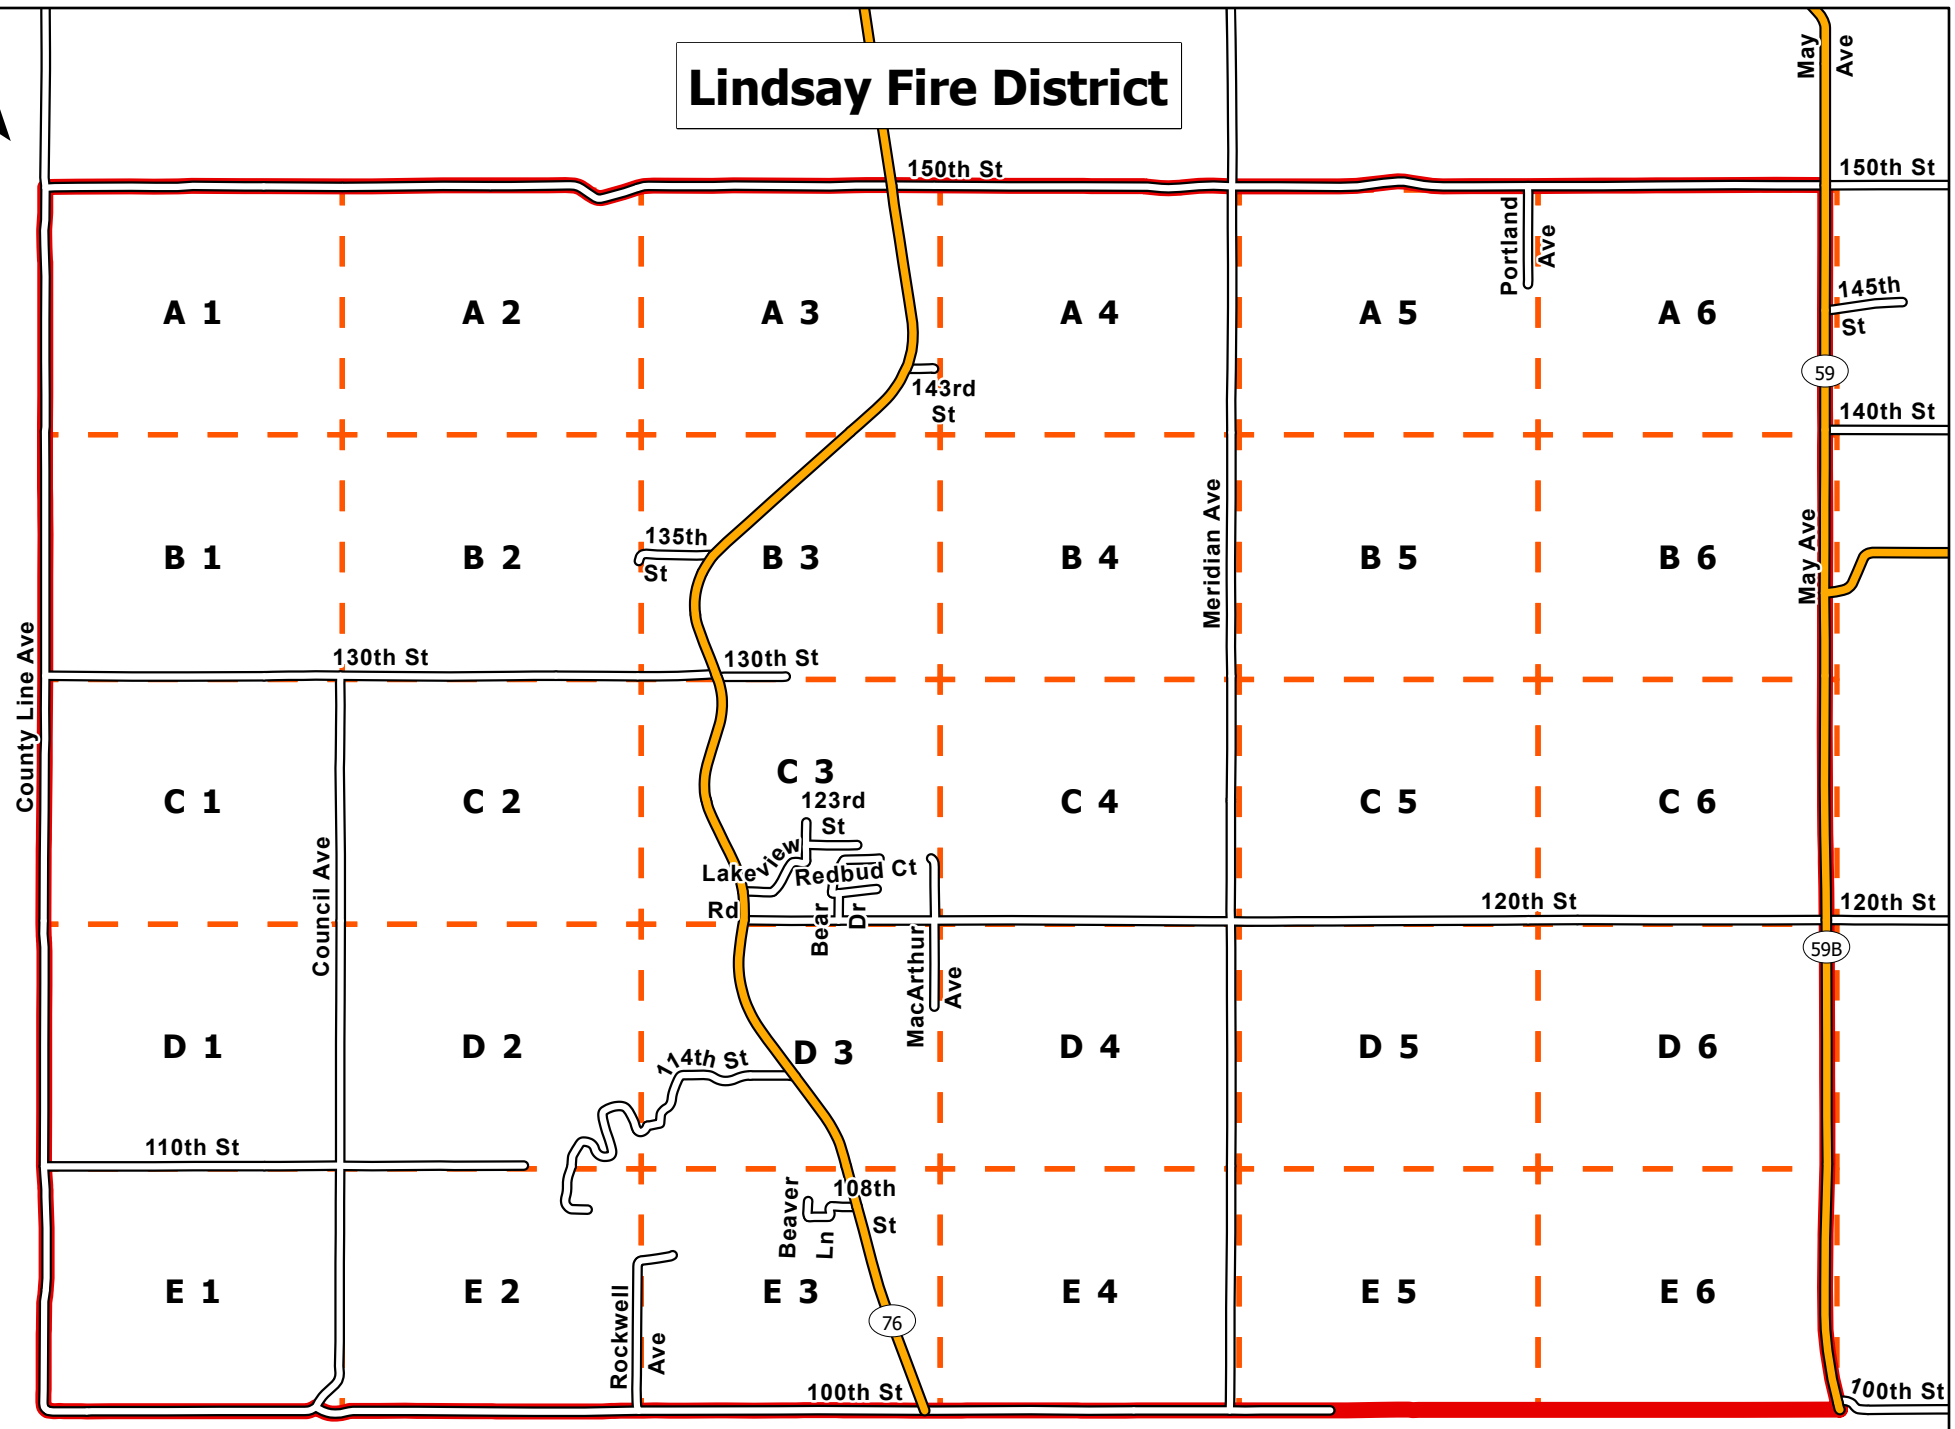 May
Ave
Lindsay Fire District
150th St
150th St
Portland
Ave
145th
St
A 1
A 2
A 3
A 4
A 5
A 6
59
143rd
St
140th St
Meridian Ave
May Ave
135th
St
B 1
B 2
B 3
B 4
B 5
B 6
County Line Ave
130th St
130th St
C 3
123rd
St
C 1
C 2
C 4
C 5
C 6
Council Ave
Lakeview
Rd
Redbud Ct
Bear
Dr
120th St
120th St
59B
MacArthur
Ave
D 1
D 2
D 3
D 4
D 5
D 6
114th St
110th St
Beaver
Ln
108th
St
E 1
E 2
E 3
E 4
E 5
E 6
Rockwell
Ave
76
100th St
100th St